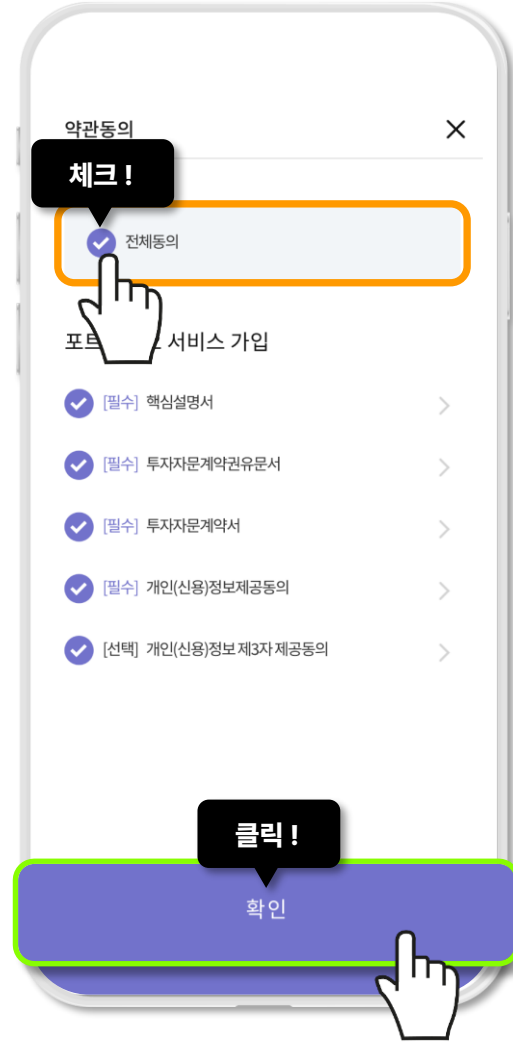 약관동의
체크 !
전체동의
포트 서비스 가입
[필수] 핵심설명서
[필수] 투자자문계약권유문서
[필수] 투자자문계약서
[필수] 개인(신용)정보제공동의
[선택] 개인(신용)정보 제3자 제공동의
클릭 !
확인